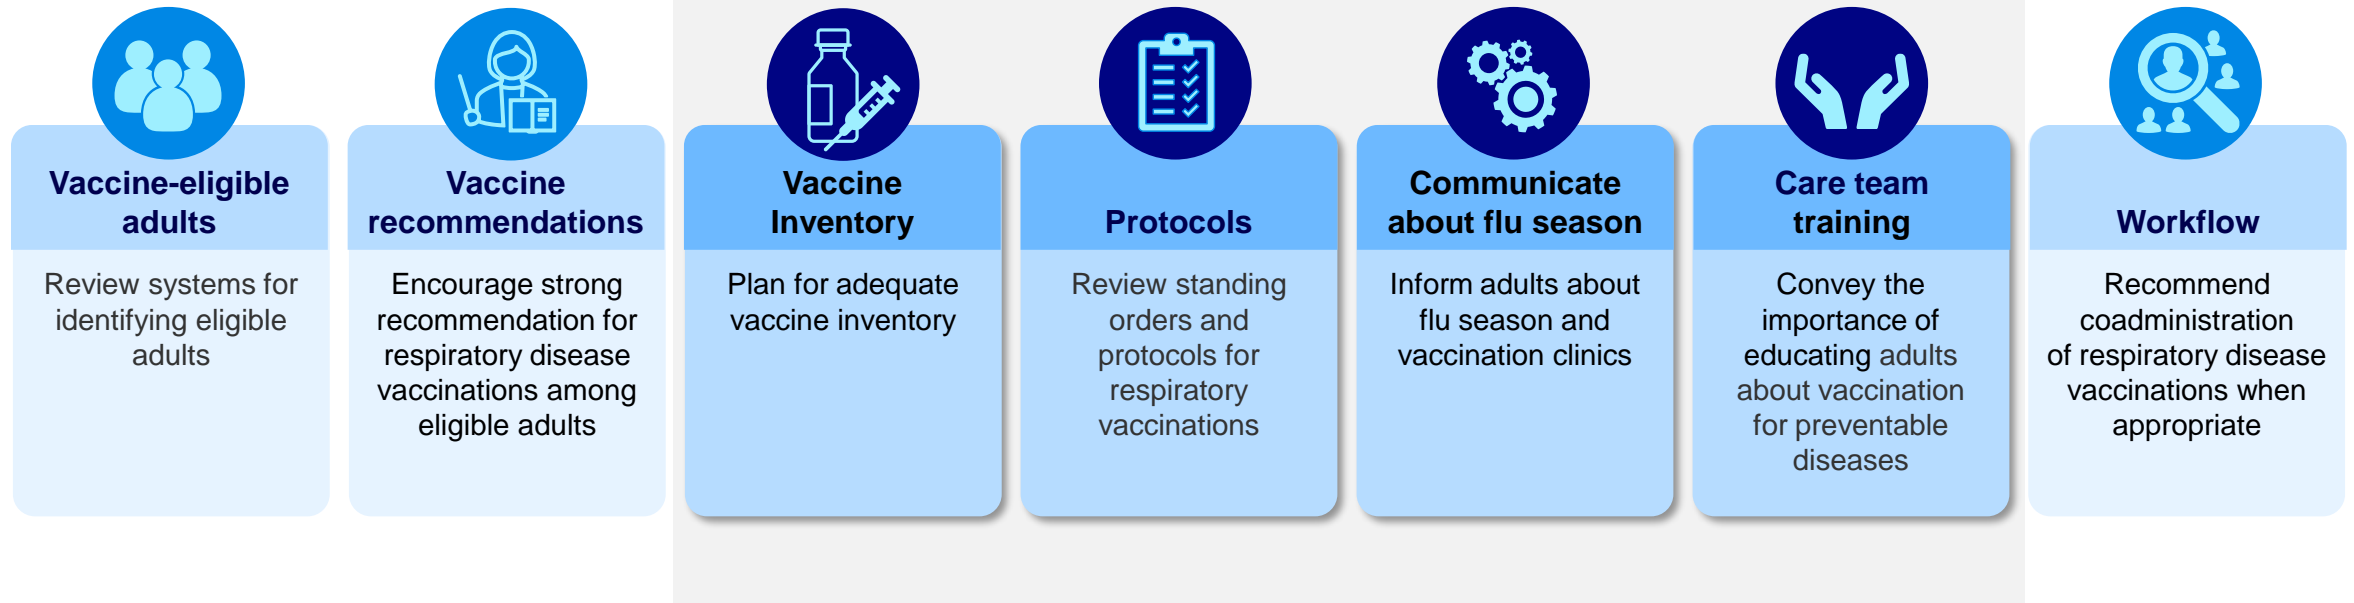 Vaccine-eligible
adults
Review systems for
identifying eligible
adults
Vaccine
recommendations
Encourage strong
recommendation for
respiratory disease
vaccinations among
eligible adults
Vaccine
Inventory
Plan for adequate
vaccine inventory
Protocols
Review standing
orders and
protocols for
respiratory
vaccinations
Communicate
about flu season
Inform adults about
flu season and
vaccination clinics
Care team
training
Convey the
importance of
educating adults
about vaccination
for preventable
diseases
Workflow
Recommend
coadministration
of respiratory disease
vaccinations when
appropriate